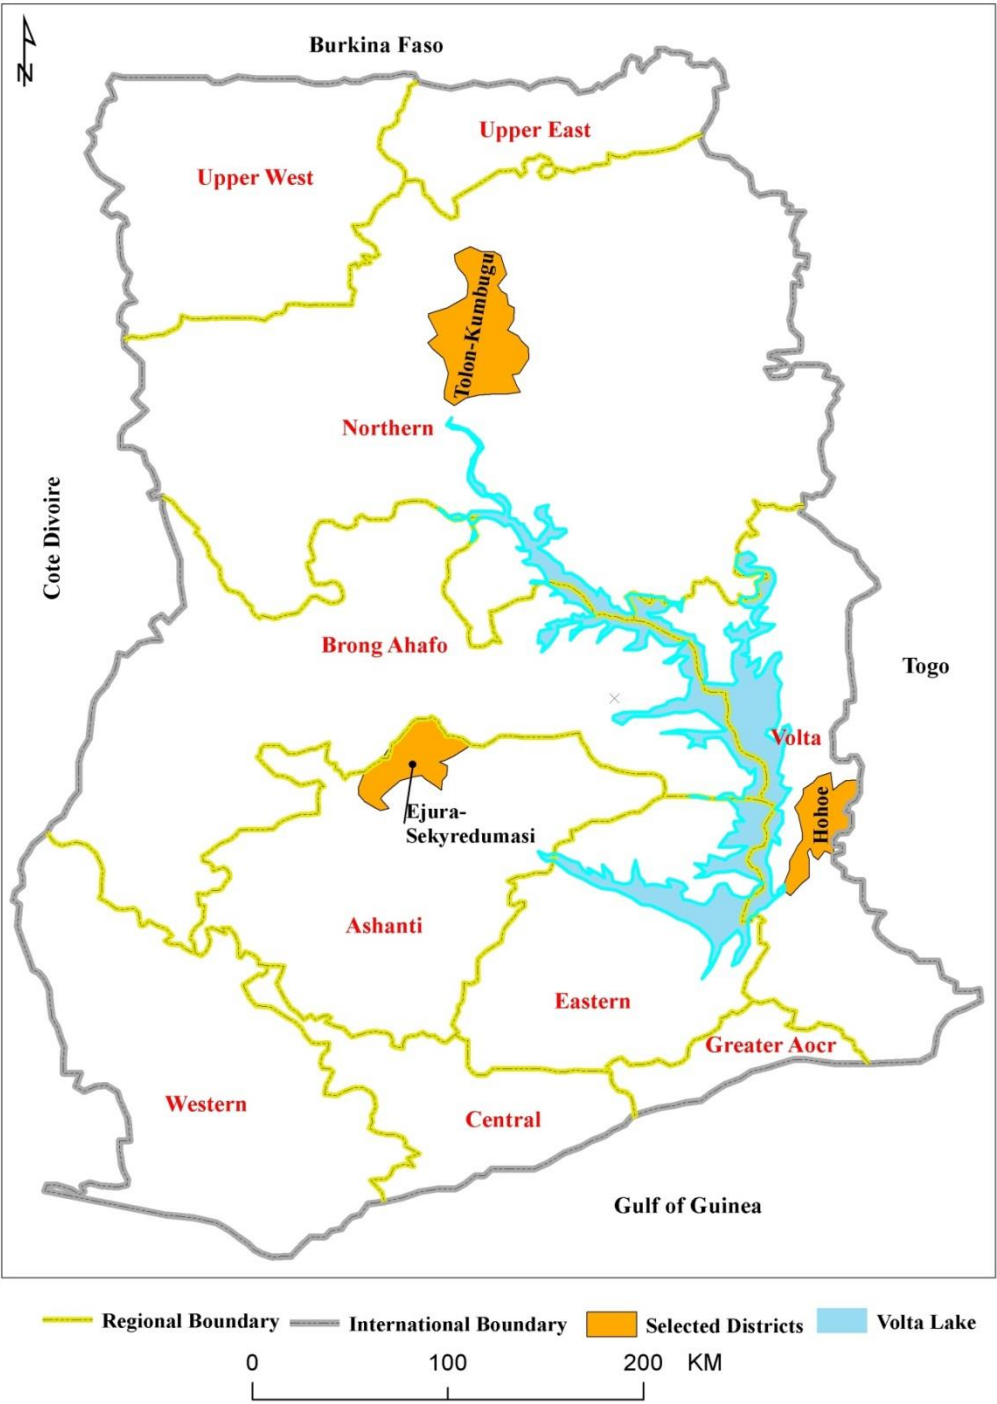 N
Burkina Faso
Upper East
Upper West
Tolon-Kumbugu
Northern
Cote Divoire
Brong Ahafo
Togo
Volta
Hohoe
Ejura-
Sekyredumasi
Ashanti
Eastern
Greater Aocr
Western
Central
Gulf of Guinea
Regional Boundary International Boundary Selected Districts Volta Lake
0 100 200 KM